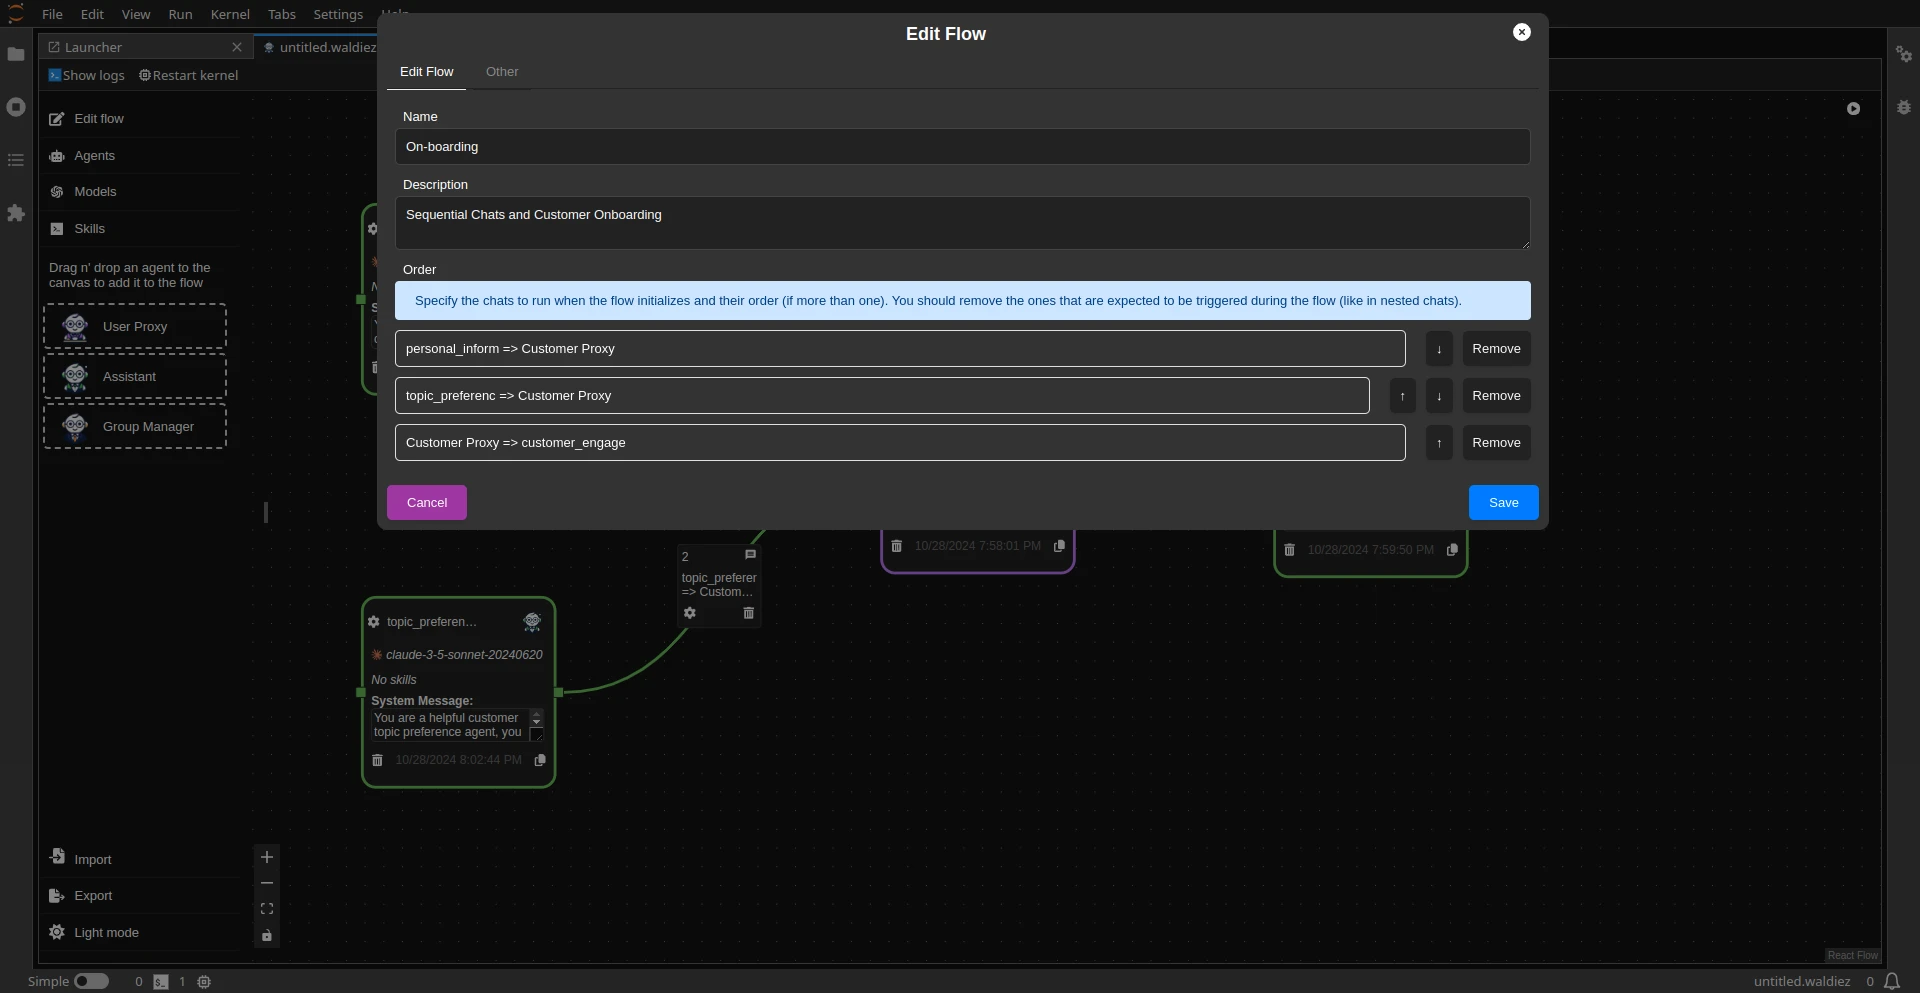 File Edit View Run Kernel Tabs Settings Help
Edit Flow
Launcher
untitled.waldiez
Show logs
Restart kernel
Edit Flow Other
Edit flow
Agents
Models
Skills
Drag n' drop an agent to the
canvas to add it to the flow
User Proxy
Assistant
Group Manager
Import
Export
Light mode
Name
On-boarding
Description
Sequential Chats and Customer Onboarding
Order
Specify the chats to run when the flow initializes and their order (if more than one). You should remove the ones that are expected to be triggered during the flow (like in nested chats).
personal_inform => Customer Proxy ↓ Remove
topic_preferenc => Customer Proxy ↑ ↓ Remove
Customer Proxy => customer_engage ↑ Remove
Cancel
Save
10/28/2024 7:58:01 PM
10/28/2024 7:59:50 PM
2
topic_preferer
=> Custom...
topic_preferen...
claude-3-5-sonnet-20240620
No skills
System Message:
You are a helpful customer
topic preference agent, you
10/28/2024 8:02:44 PM
React Flow
Simple 0 1
untitled.waldiez 0